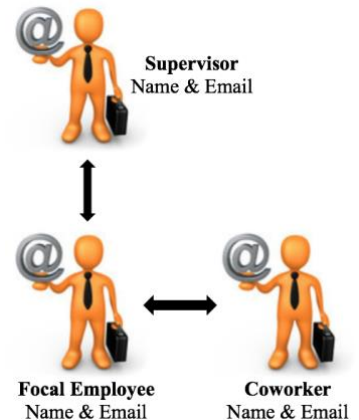 @
Supervisor
Name & Email
@
@
Focal Employee
Name & Email
Coworker
Name & Email